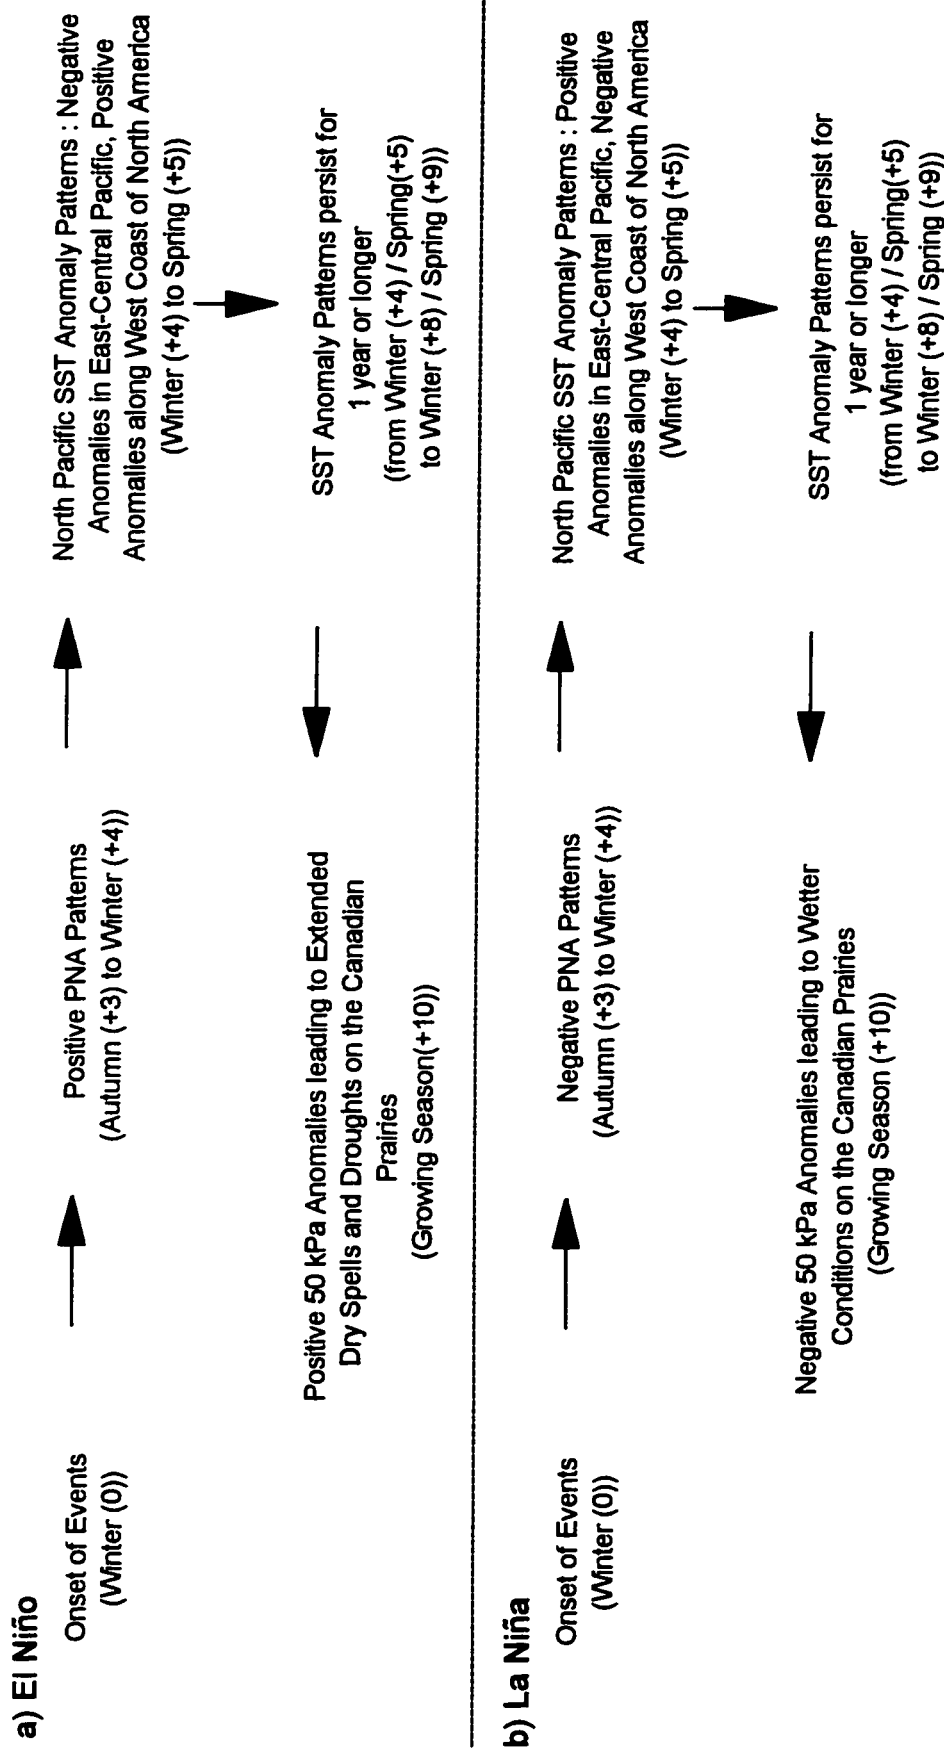 a) El Niño
Onset of Events
(Winter (0))
Positive PNA Patterns
(Autumn (+3) to Winter (+4))
North Pacific SST Anomaly Patterns : Negative
Anomalies in East-Central Pacific, Positive
Anomalies along West Coast of North America
(Winter (+4) to Spring (+5))
SST Anomaly Patterns persist for
1 year or longer
(from Winter (+4) / Spring(+5)
to Winter (+8) / Spring (+9))
Positive 50 kPa Anomalies leading to Extended
Dry Spells and Droughts on the Canadian
Prairies
(Growing Season(+10))
b) La Niña
Onset of Events
(Winter (0))
Negative PNA Patterns
(Autumn (+3) to Winter (+4))
North Pacific SST Anomaly Patterns : Positive
Anomalies in East-Central Pacific, Negative
Anomalies along West Coast of North America
(Winter (+4) to Spring (+5))
SST Anomaly Patterns persist for
1 year or longer
(from Winter (+4) / Spring(+5)
to Winter (+8) / Spring (+9))
Negative 50 kPa Anomalies leading to Wetter
Conditions on the Canadian Prairies
(Growing Season (+10))